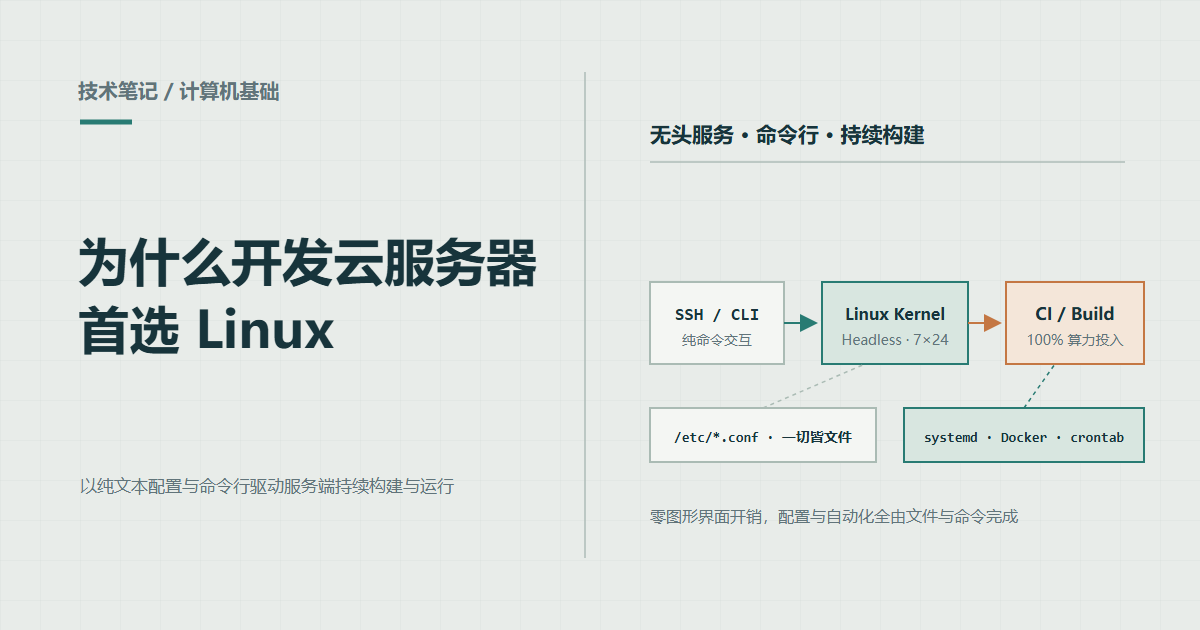 技术笔记 / 计算机基础
为什么开发云服务器
首选 Linux
以纯文本配置与命令行驱动服务端持续构建与运行
无头服务·命令行·持续构建
SSH / CLI
纯命令交互
Linux Kernel
Headless · 7×24
CI / Build
100% 算力投入
/etc/*.conf · 一切皆文件
systemd · Docker · crontab
零图形界面开销，配置与自动化全由文件与命令完成